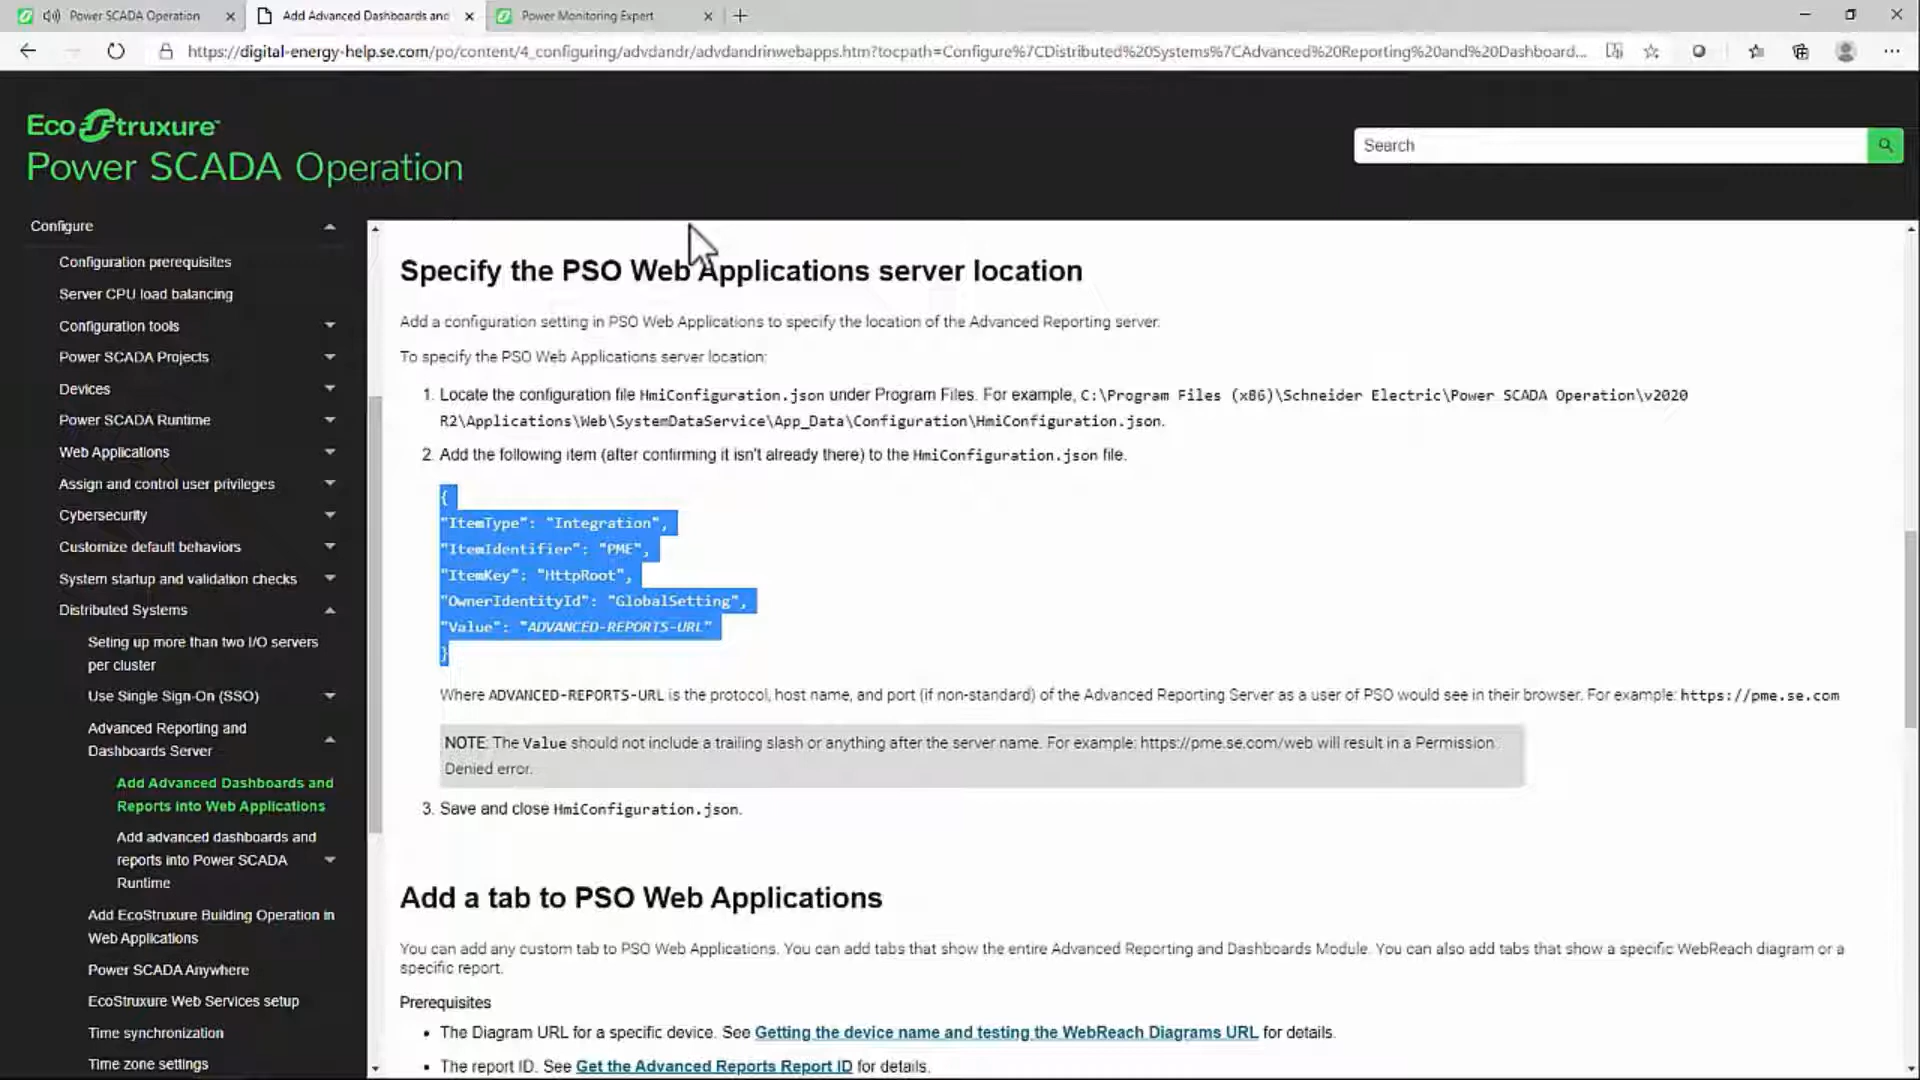 Power SCADA Operation
Add Advanced Dashboards and
Power Monitoring Expert
https://digital-energy-help.se.com/po/content/4_configuring/advdandr/advdandrinwebapps.htm?tocpath=Configure%7CDistributed%20Systems%7CAdvanced%20Reporting%20and%20Dashboard...
EcoStruxure™
Power SCADA Operation
Search
Configure
Configuration prerequisites
Server CPU load balancing
Configuration tools
Power SCADA Projects
Devices
Power SCADA Runtime
Web Applications
Assign and control user privileges
Cybersecurity
Customize default behaviors
System startup and validation checks
Distributed Systems
Seting up more than two I/O servers
per cluster
Use Single Sign-On (SSO)
Advanced Reporting and
Dashboards Server
Add Advanced Dashboards and
Reports into Web Applications
Add advanced dashboards and
reports into Power SCADA
Runtime
Add EcoStruxure Building Operation in
Web Applications
Power SCADA Anywhere
EcoStruxure Web Services setup
Time synchronization
Time zone settings
Specify the PSO Web Applications server location
Add a configuration setting in PSO Web Applications to specify the location of the Advanced Reporting server.
To specify the PSO Web Applications server location:
1. Locate the configuration file HmiConfiguration.json under Program Files. For example, C:\Program Files (x86)\Schneider Electric\Power SCADA Operation\v2020
R2\Applications\Web\SystemDataService\App_Data\Configuration\HmiConfiguration.json.
2. Add the following item (after confirming it isn't already there) to the HmiConfiguration.json file.
{
"ItemType": "Integration",
"ItemIdentifier": "PME",
"ItemKey": "HttpRoot",
"OwnerIdentityId": "GlobalSetting",
"Value": "ADVANCED-REPORTS-URL"
}
Where ADVANCED-REPORTS-URL is the protocol, host name, and port (if non-standard) of the Advanced Reporting Server as a user of PSO would see in their browser. For example: https://pme.se.com
NOTE: The Value should not include a trailing slash or anything after the server name. For example: https://pme.se.com/web will result in a Permission
Denied error.
3. Save and close HmiConfiguration.json.
Add a tab to PSO Web Applications
You can add any custom tab to PSO Web Applications. You can add tabs that show the entire Advanced Reporting and Dashboards Module. You can also add tabs that show a specific WebReach diagram or a
specific report.
Prerequisites
• The Diagram URL for a specific device. See Getting the device name and testing the WebReach Diagrams URL for details.
• The report ID. See Get the Advanced Reports Report ID for details.